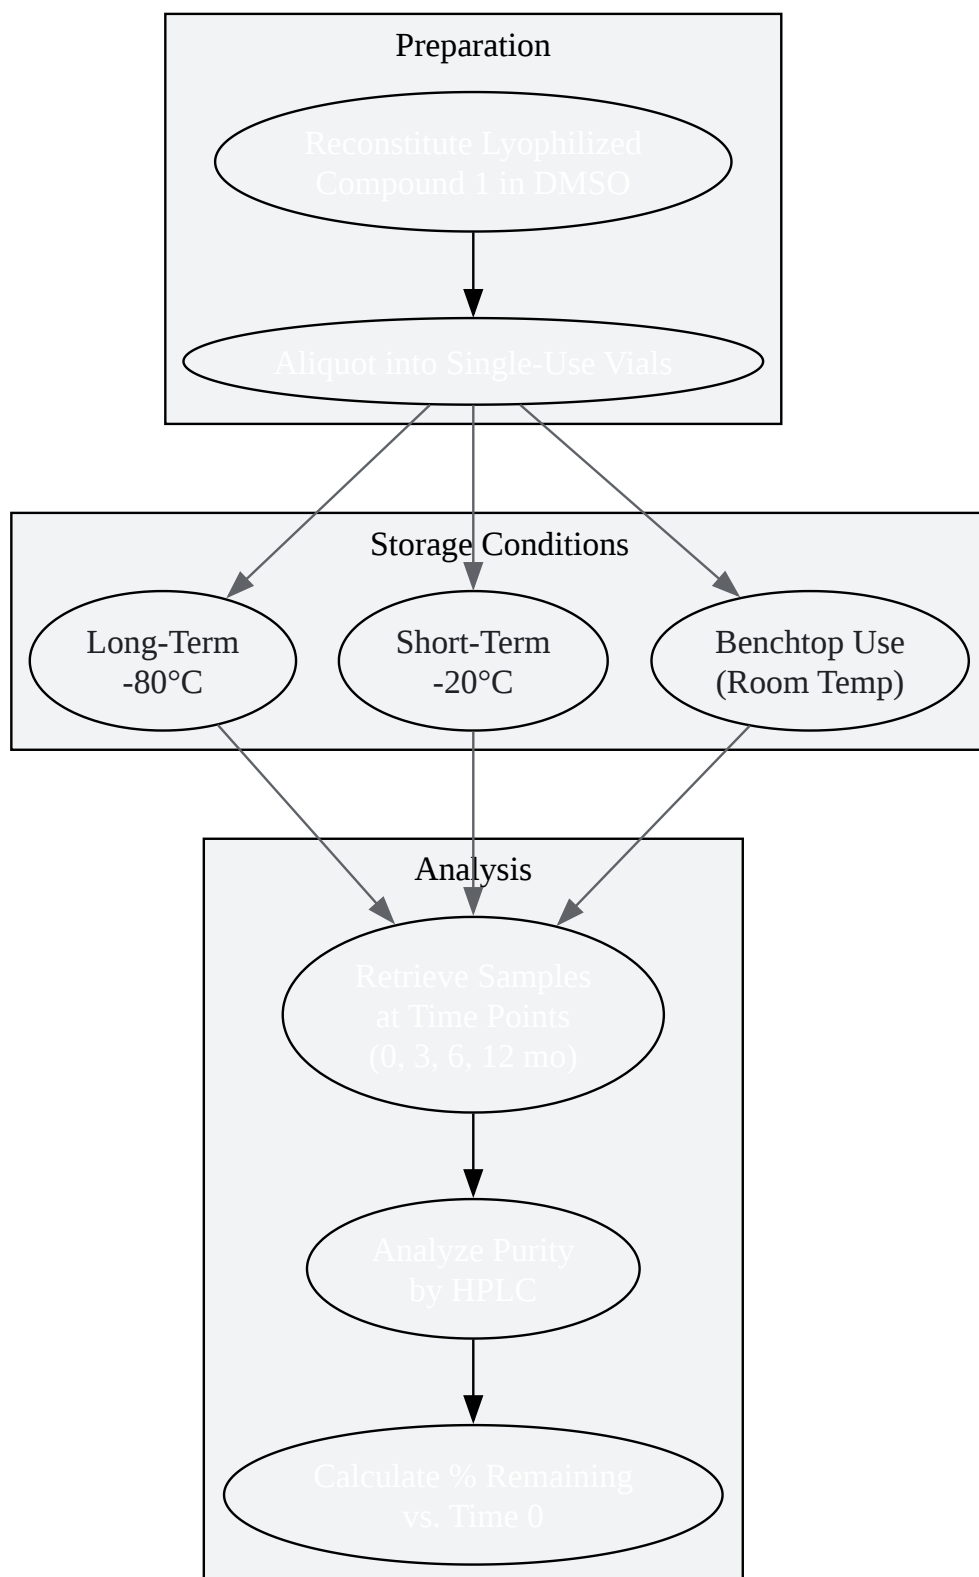 Preparation
Reconstitute Lyophilized
Compound 1 in DMSO
Aliquot into Single-Use Vials
Storage Conditions
Long-Term
-80°C
Short-Term
-20°C
Benchtop Use
(Room Temp)
Analysis
Retrieve Samples
at Time Points
(0, 3, 6, 12 mo)
Analyze Purity
by HPLC
Calculate % Remaining
vs. Time 0